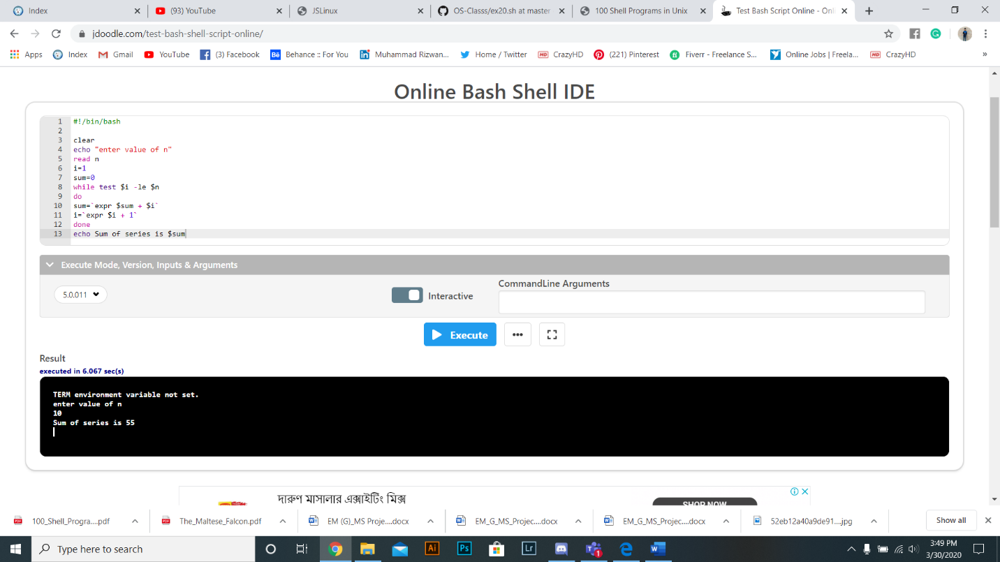 Index
(93) YouTube
JSLinux
OS-Classs/ex20.sh at master
100 Shell Programs in Unix
Test Bash Script Online - Onli
jdoodle.com/test-bash-shell-script-online/
Apps
Index
Gmail
YouTube
(3) Facebook
Behance :: For You
Muhammad Rizwan...
Home / Twitter
CrazyHD
(221) Pinterest
Fiverr - Freelance S...
Online Jobs | Freela...
CrazyHD
»
Online Bash Shell IDE
1 #!/bin/bash
2
3 clear
4 echo "enter value of n"
5 read n
6 i=1
7 sum=0
8 while test $i -le $n
9 do
10 sum=`expr $sum + $i`
11 i=`expr $i + 1`
12 done
13 echo Sum of series is $sum
Execute Mode, Version, Inputs & Arguments
CommandLine Arguments
5.0.011
Interactive
Execute
Result
executed in 6.067 sec(s)
TERM environment variable not set.
enter value of n
10
Sum of series is 55
দারুণ মাসালার এক্সাইটিং মিক্স
SHOP NOW
100_Shell_Progra....pdf
The_Maltese_Falcon.pdf
EM (G)_MS Proje....docx
EM_G_MS_Projec....docx
EM_G_MS_Projec....docx
52eb12a40a9de91....jpg
Show all
Type here to search
Ai
Ps
Lr
1
3:49 PM
3/30/2020